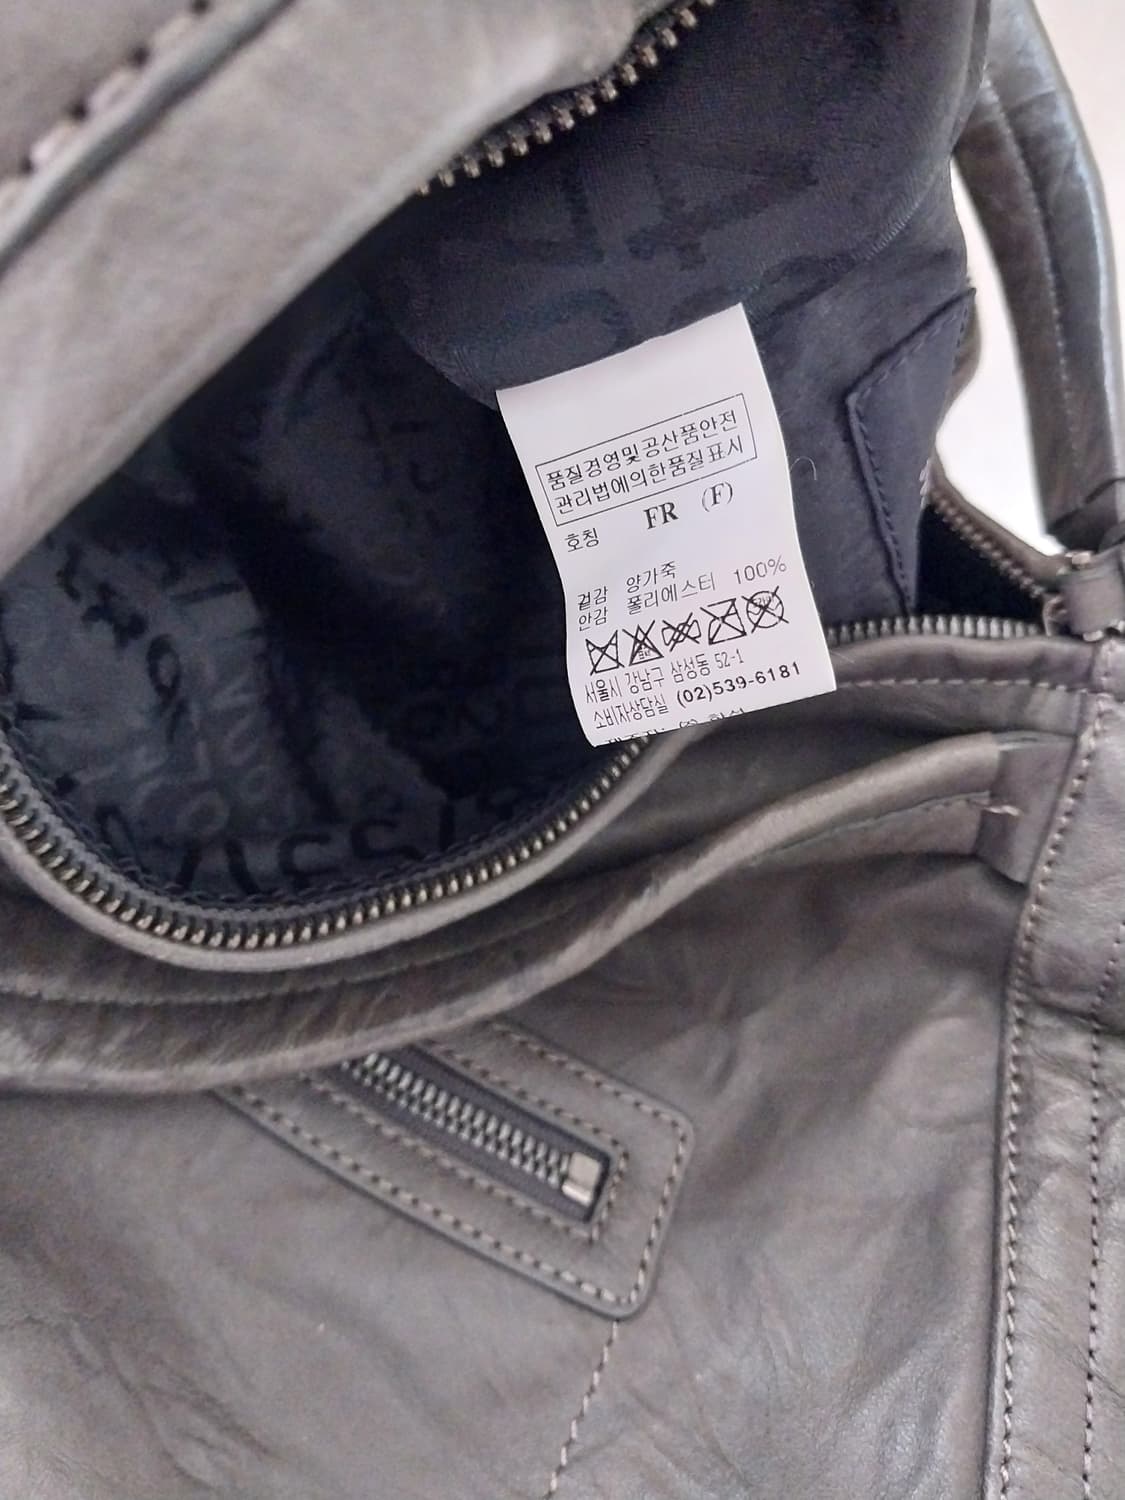 품질경영및공산품안전
관리법에의한품질표시
호칭 FR (F)
겉감 양가죽
안감 폴리에스터 100%
서울시 강남구 삼성동 52-1
소비자상담실 (02)539-6181